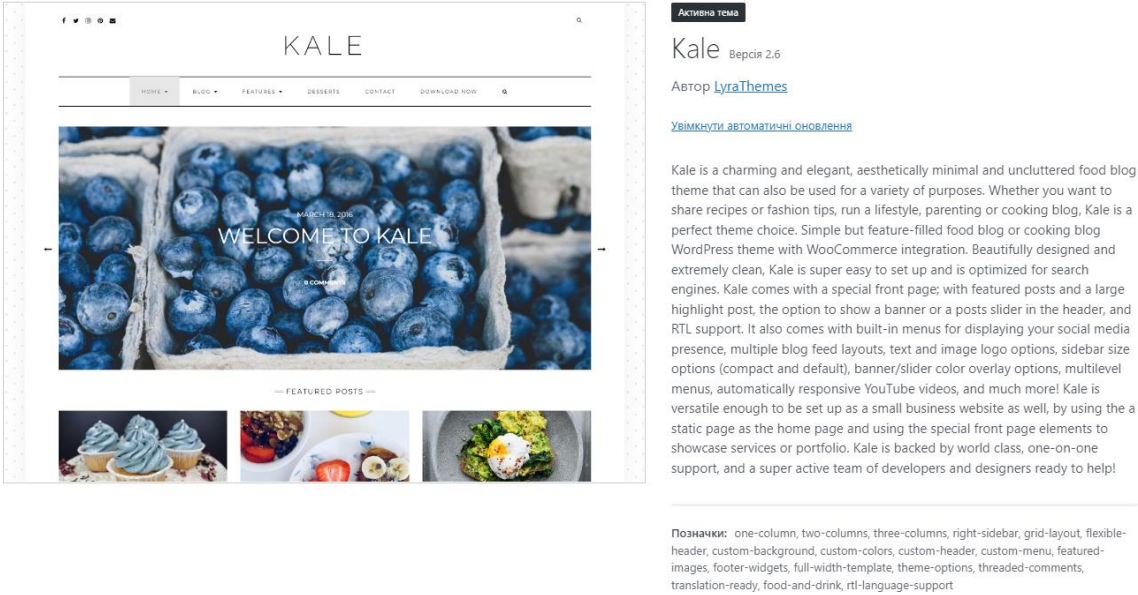 KALE
HOME
BLOG
FEATURES
DESSERTS
CONTACT
DOWNLOAD NOW
MARCH 18, 2016
WELCOME TO KALE
0 COMMENTS
FEATURED POSTS
Активна тема
Kale Версія 2.6
Автор LyraThemes
Увімкнути автоматичні оновлення
Kale is a charming and elegant, aesthetically minimal and uncluttered food blog
theme that can also be used for a variety of purposes. Whether you want to
share recipes or fashion tips, run a lifestyle, parenting or cooking blog, Kale is a
perfect theme choice. Simple but feature-filled food blog or cooking blog
WordPress theme with WooCommerce integration. Beautifully designed and
extremely clean, Kale is super easy to set up and is optimized for search
engines. Kale comes with a special front page; with featured posts and a large
highlight post, the option to show a banner or a posts slider in the header, and
RTL support. It also comes with built-in menus for displaying your social media
presence, multiple blog feed layouts, text and image logo options, sidebar size
options (compact and default), banner/slider color overlay options, multilevel
menus, automatically responsive YouTube videos, and much more! Kale is
versatile enough to be set up as a small business website as well, by using the a
static page as the home page and using the special front page elements to
showcase services or portfolio. Kale is backed by world class, one-on-one
support, and a super active team of developers and designers ready to help!
Позначки: one-column, two-columns, three-columns, right-sidebar, grid-layout, flexible-
header, custom-background, custom-colors, custom-header, custom-menu, featured-
images, footer-widgets, full-width-template, theme-options, threaded-comments,
translation-ready, food-and-drink, rtl-language-support